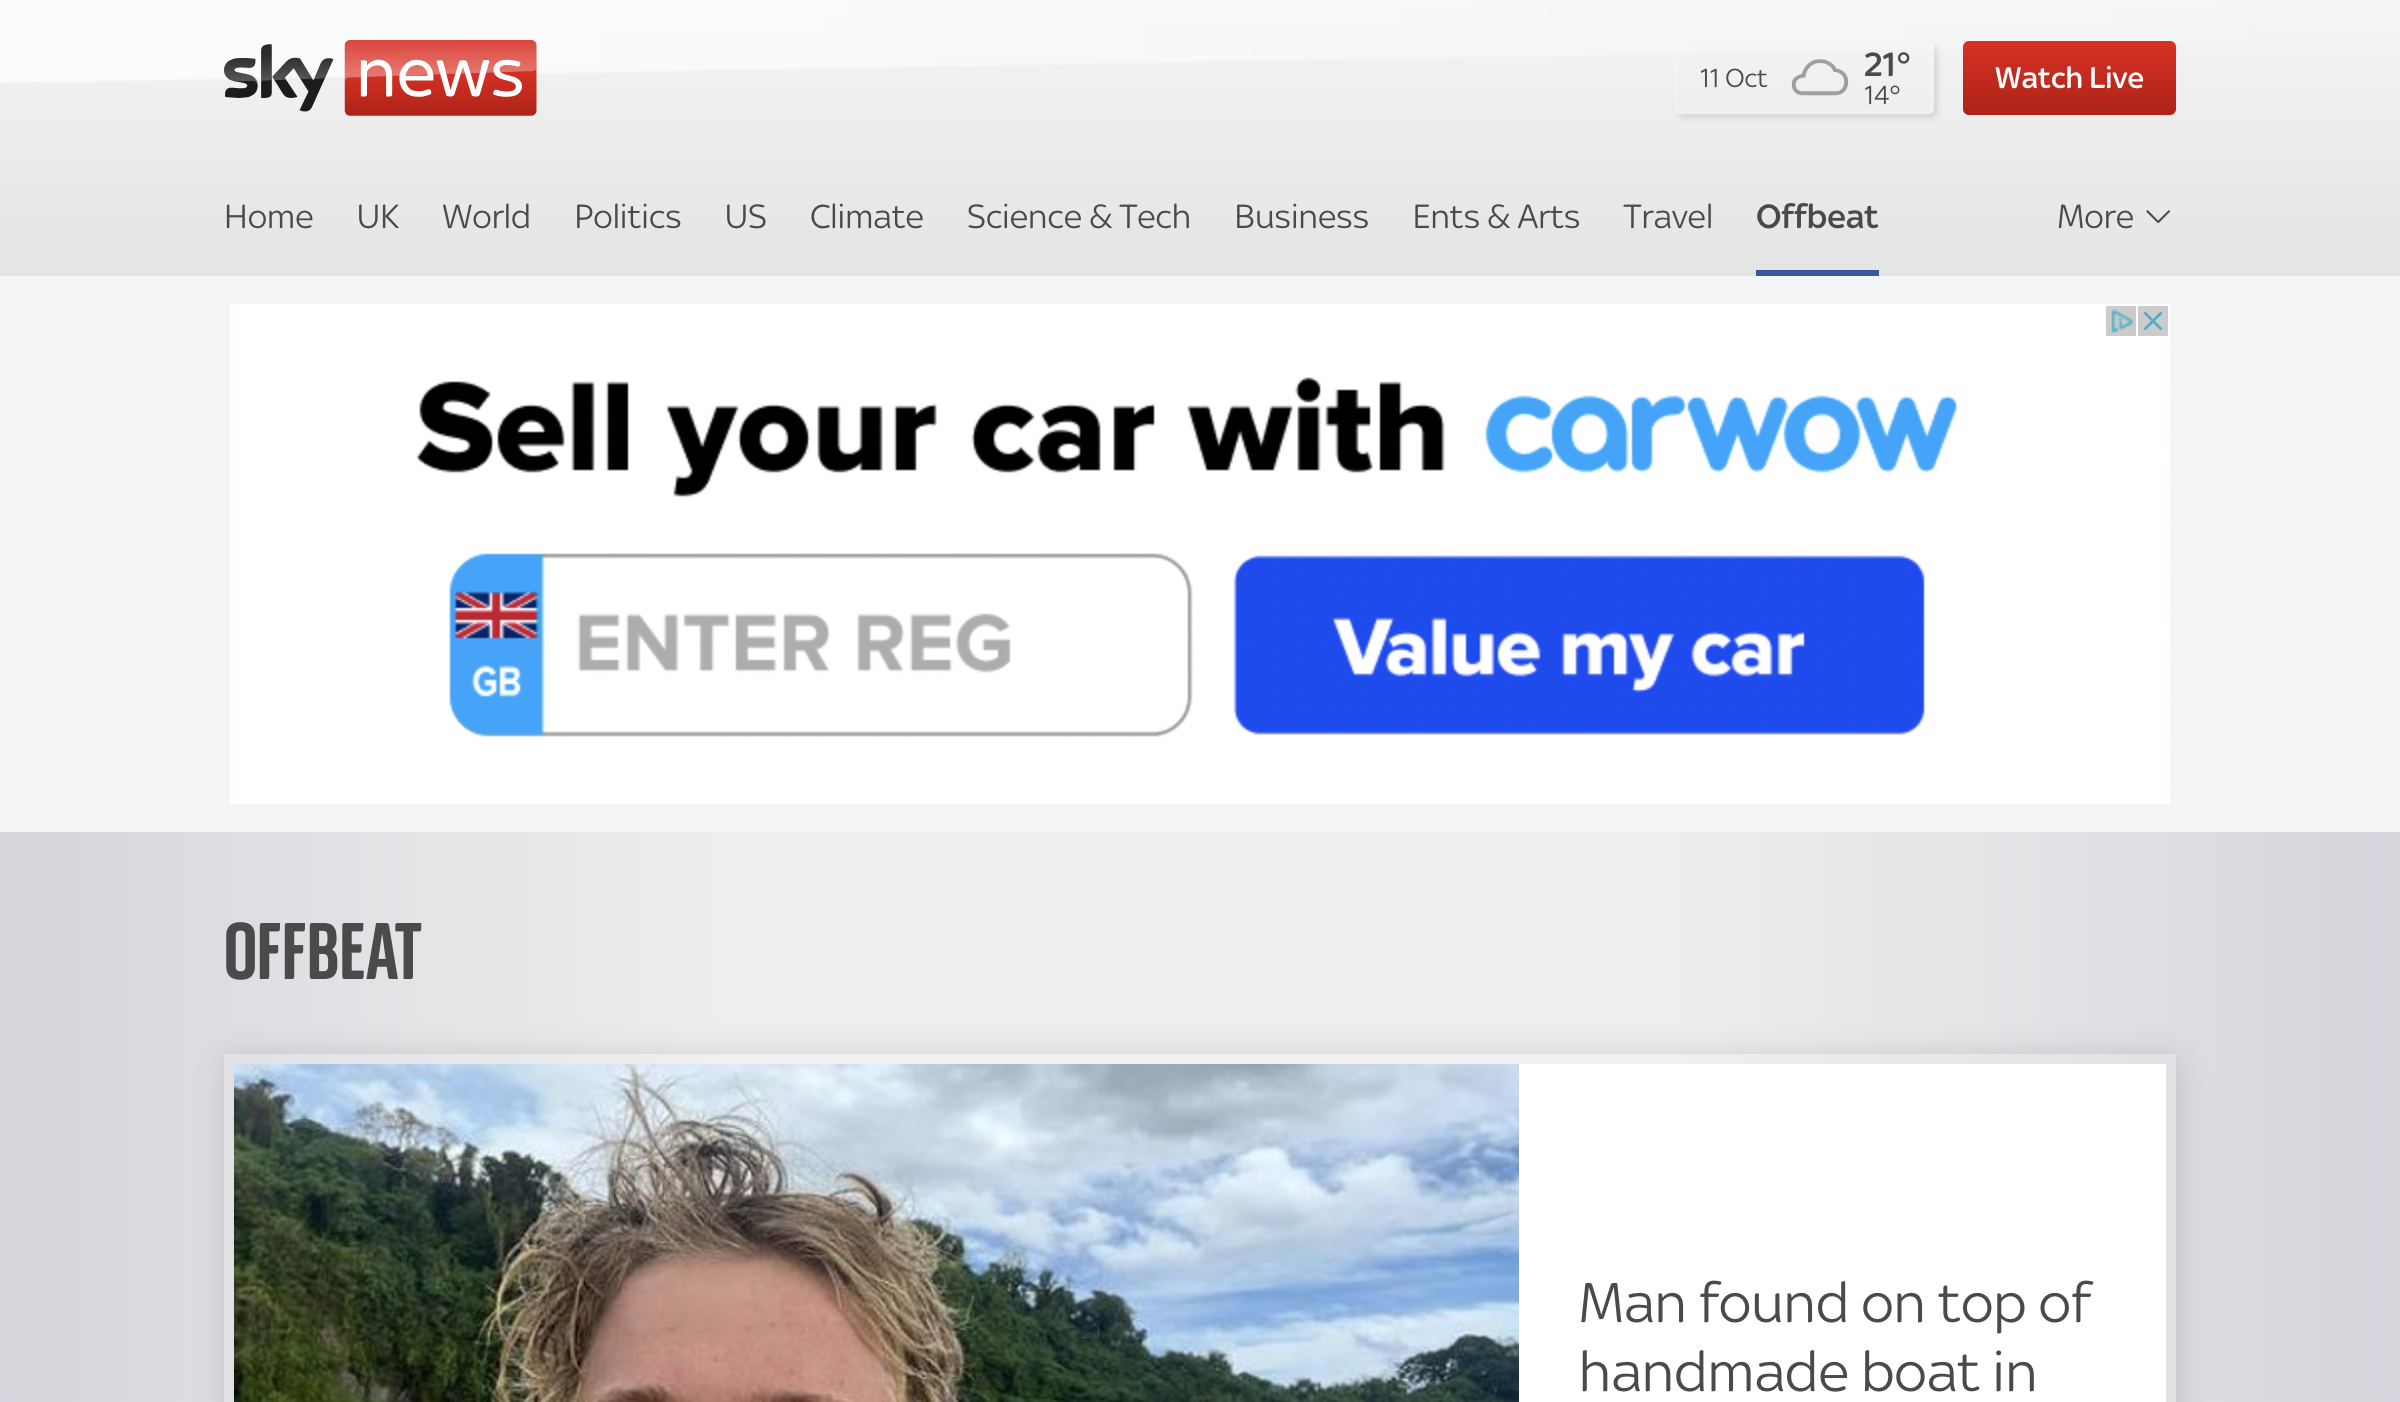 sky news
11 Oct 21° 14°
Watch Live
Home UK World Politics US Climate Science & Tech Business Ents & Arts Travel Offbeat More
Sell your car with carwow
GB ENTER REG
Value my car
OFFBEAT
Man found on top of
handmade boat in